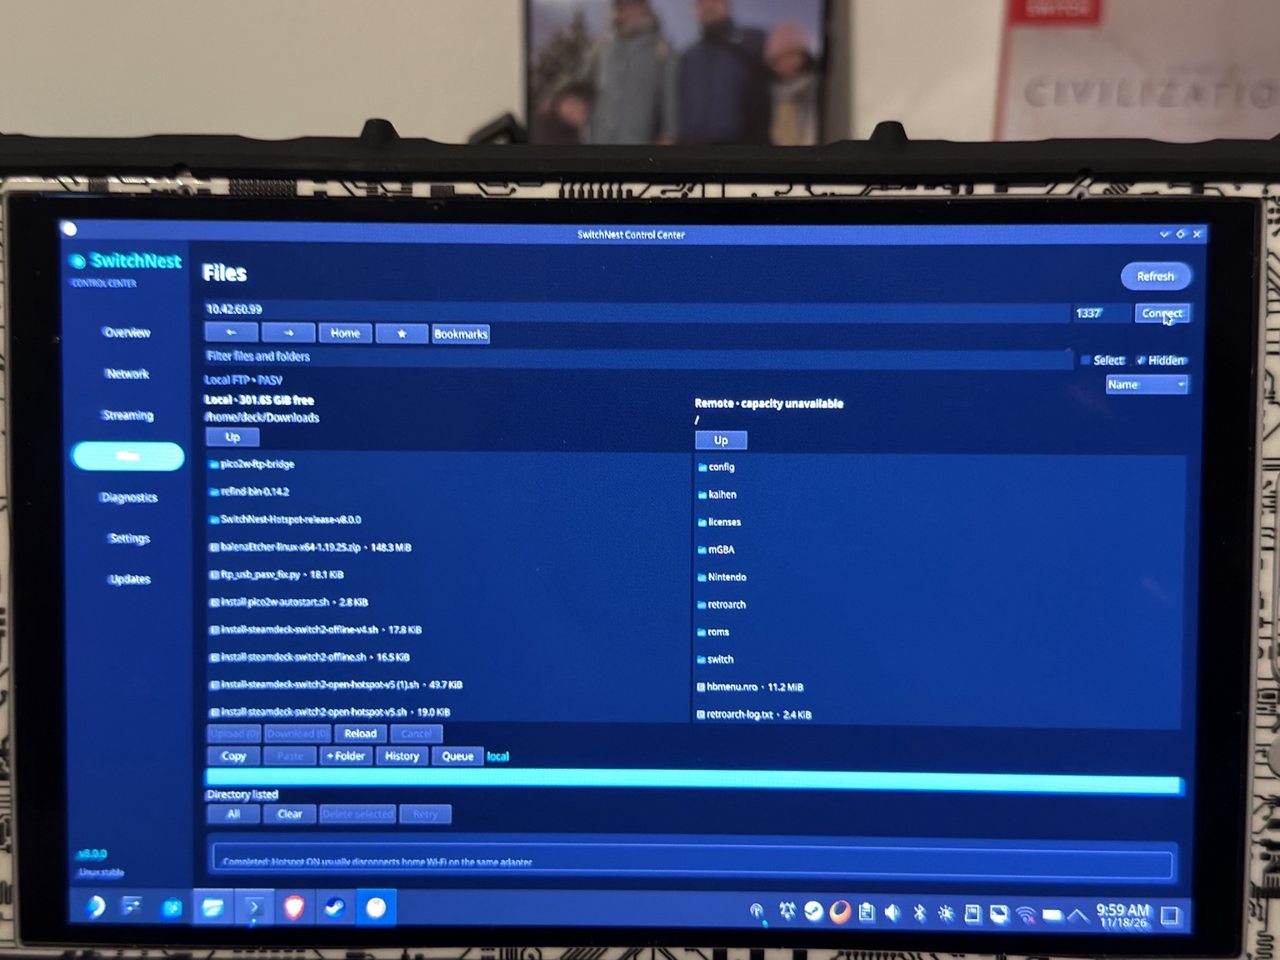 SWITCH
CIVILIZATIO
SwitchNest Control Center
SwitchNest
CONTROL CENTER
Files
Refresh
10.42.60.99
1337
Connect
Overview
← → Home ★ Bookmarks
Filter files and folders
Select Hidden
Network
Local FTP • PASV
Name
Local • 301.65 GiB free
Remote • capacity unavailable
/home/deck/Downloads
/
Streaming
Up
Up
Files
pico2w-ftp-bridge
config
refind-bin-0.14.2
kaihen
Diagnostics
SwitchNest-Hotspot-release-v8.0.0
licenses
Settings
balenaEtcher-linux-x64-1.19.25.zip • 148.3 MiB
mGBA
Updates
ftp_usb_pasv_fix.py • 18.1 KiB
Nintendo
install-pico2w-autostart.sh • 2.8 KiB
retroarch
install-steamdeck-switch2-offline-v4.sh • 17.8 KiB
roms
install-steamdeck-switch2-offline.sh • 16.5 KiB
switch
install-steamdeck-switch2-open-hotspot-v5 (1).sh • 49.7 KiB
hbmenu.nro • 11.2 MiB
install-steamdeck-switch2-open-hotspot-v5.sh • 19.0 KiB
retroarch-log.txt • 2.4 KiB
Upload (0) Download (0) Reload Cancel
Copy Paste + Folder History Queue local
Directory listed
All Clear Delete selected Retry
v8.0.0
Linux stable
Completed: Hotspot ON usually disconnects home Wi-Fi on the same adapter
9:59 AM
11/18/26